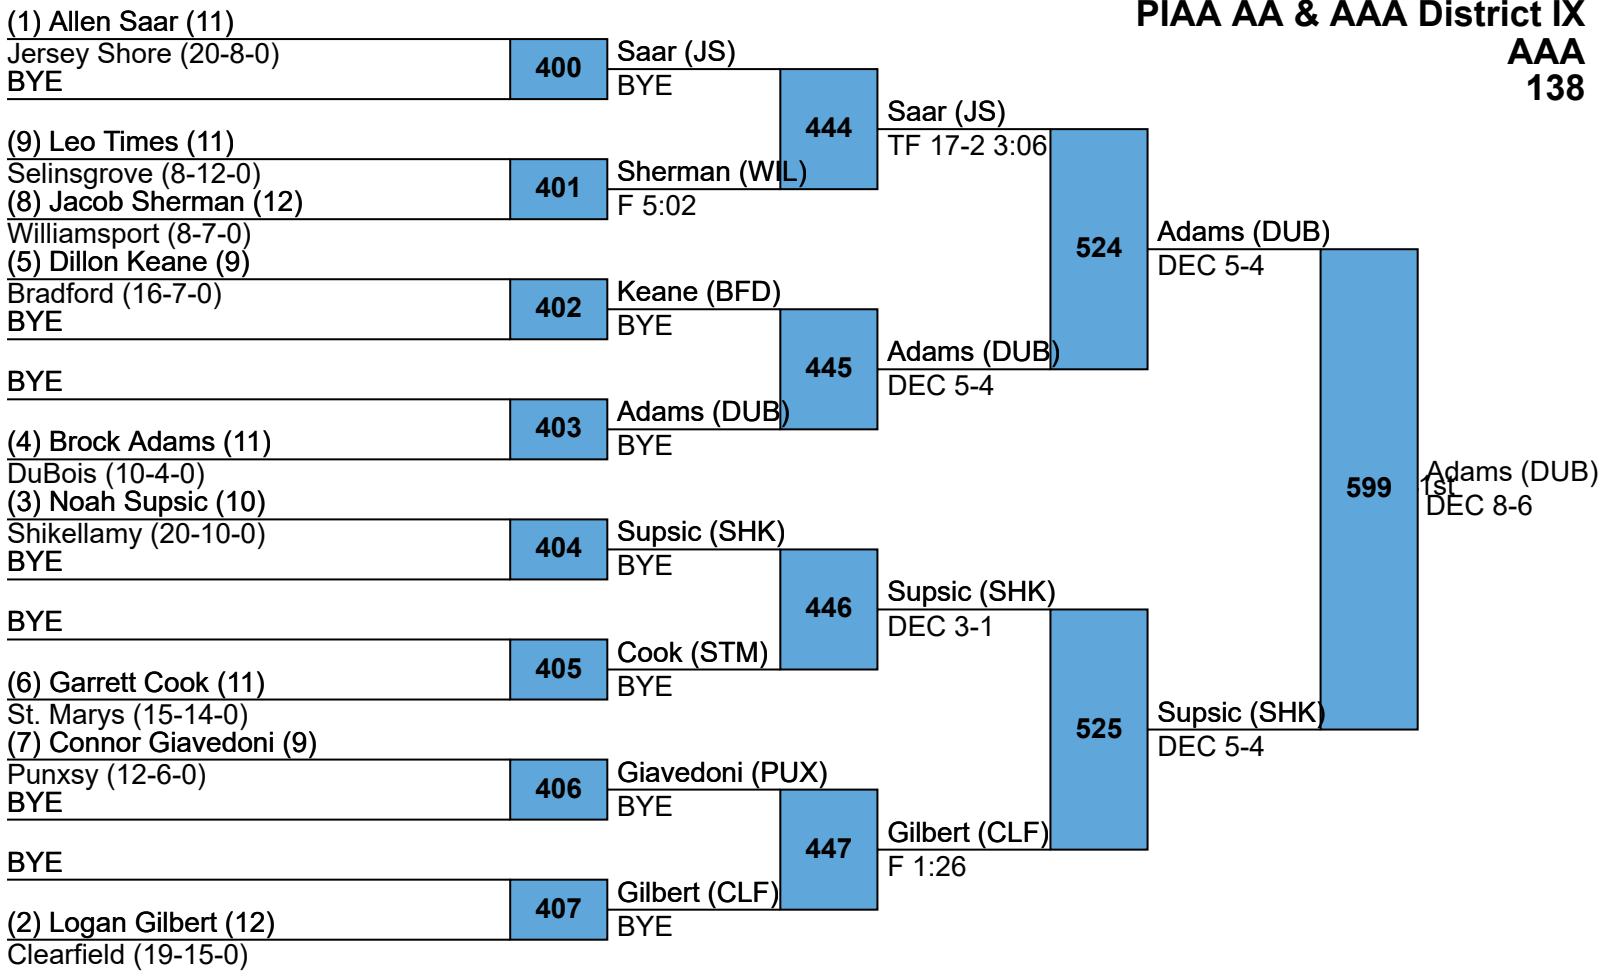 PIAA AA & AAA District IX
AAA
138
(1) Allen Saar (11)
Jersey Shore (20-8-0)
BYE
(9) Leo Times (11)
Selinsgrove (8-12-0)
(8) Jacob Sherman (12)
Williamsport (8-7-0)
(5) Dillon Keane (9)
Bradford (16-7-0)
BYE
BYE
(4) Brock Adams (11)
DuBois (10-4-0)
(3) Noah Supsic (10)
Shikellamy (20-10-0)
BYE
BYE
(6) Garrett Cook (11)
St. Marys (15-14-0)
(7) Connor Giavedoni (9)
Punxsy (12-6-0)
BYE
BYE
(2) Logan Gilbert (12)
Clearfield (19-15-0)
400
401
402
403
404
405
406
407
Saar (JS)
BYE
Sherman (WIL)
F 5:02
Keane (BFD)
BYE
Adams (DUB)
BYE
Supsic (SHK)
BYE
Cook (STM)
BYE
Giavedoni (PUX)
BYE
Gilbert (CLF)
BYE
444
445
446
447
Saar (JS)
TF 17-2 3:06
Adams (DUB)
DEC 5-4
Supsic (SHK)
DEC 3-1
Gilbert (CLF)
F 1:26
524
525
Adams (DUB)
DEC 5-4
Supsic (SHK)
DEC 5-4
599
Adams (DUB)
1st
DEC 8-6